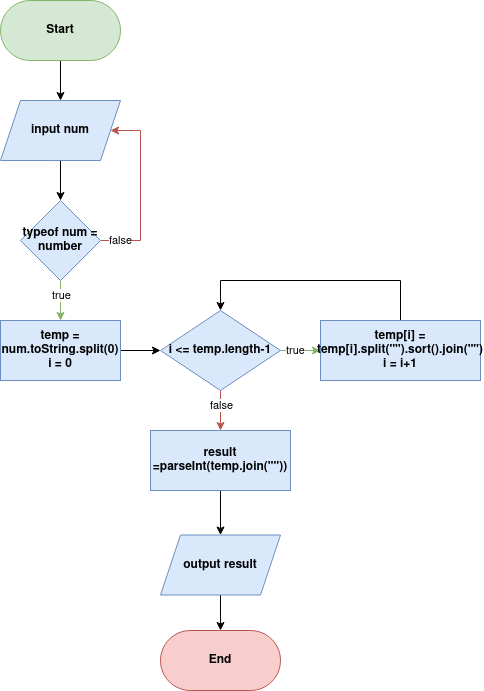 Start
input num
typeof num =
number
false
true
temp =
num.toString.split(0)
i = 0
i <= temp.length-1
true
temp[i] =
temp[i].split("").sort().join("")
i = i+1
false
result
=parseInt(temp.join(""))
output result
End